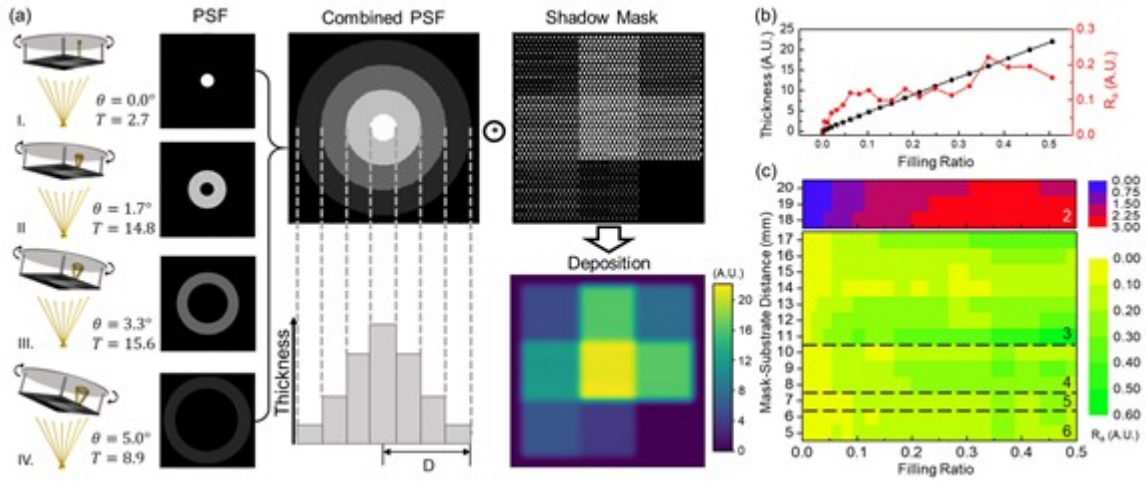 (a)
PSF
Combined PSF
Shadow Mask
I.
θ = 0.0°
T = 2.7
II
θ = 1.7°
T = 14.8
III.
θ = 3.3°
T = 15.6
IV.
θ = 5.0°
T = 8.9
Thickness
D
Deposition
(A.U.)
20
16
12
8
4
0
(b)
Thickness (A.U.)
25
20
15
10
5
0
0.3
0.2
0.1
0.0
Rₐ (A.U.)
0.0 0.1 0.2 0.3 0.4 0.5
Filling Ratio
(c)
Mask-Substrate Distance (mm)
20
19
18
17
16
15
14
13
12
11
10
9
8
7
6
5
2
3
4
5
6
0.0 0.1 0.2 0.3 0.4 0.5
Filling Ratio
0.00
0.75
1.50
2.25
3.00
0.00
0.10
0.20
0.30
0.40
0.50
0.60
Rₐ (A.U.)